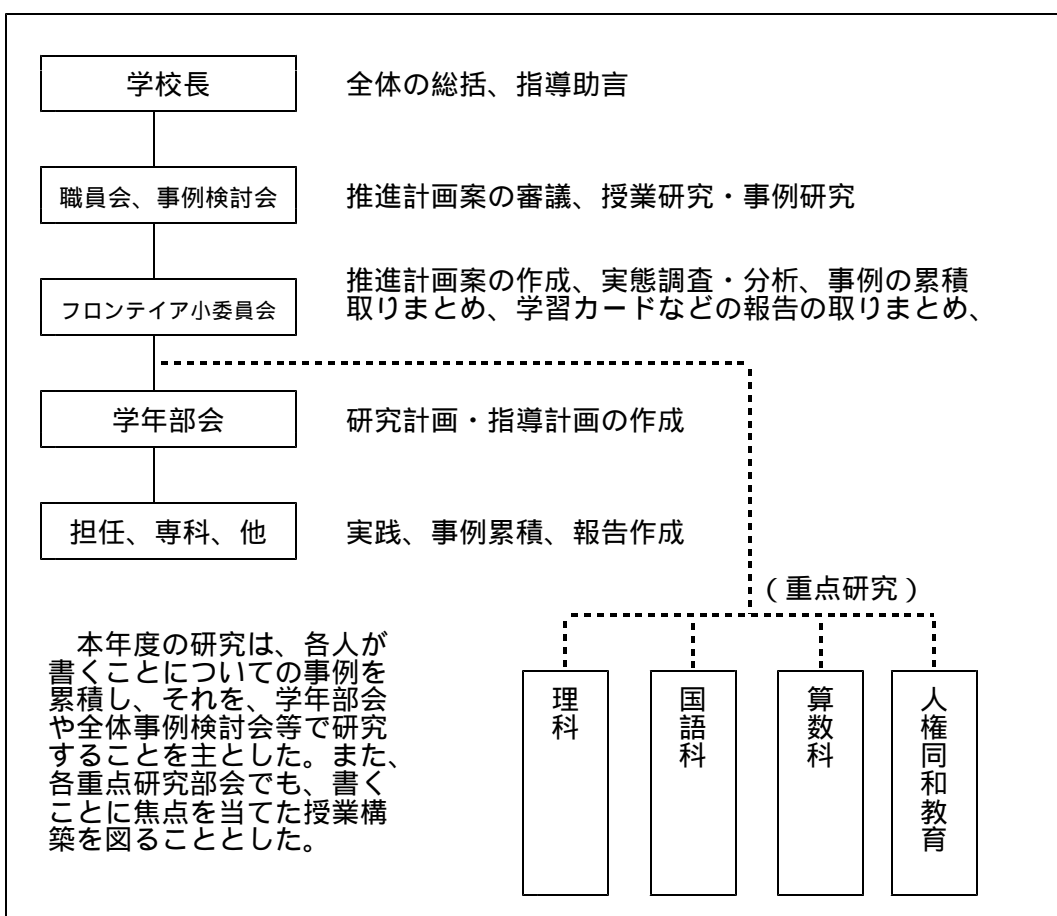 学校長
全体の総括、指導助言
職員会、事例検討会
推進計画案の審議、授業研究・事例研究
フロンテイア小委員会
推進計画案の作成、実態調査・分析、事例の累積
取りまとめ、学習カードなどの報告の取りまとめ、
学年部会
研究計画・指導計画の作成
担任、専科、他
実践、事例累積、報告作成
(重点研究)
本年度の研究は、各人が
書くことについての事例を
累積し、それを、学年部会
や全体事例検討会等で研究
することを主とした。また、
各重点研究部会でも、書く
ことに焦点を当てた授業構
築を図ることとした。
理科
国語科
算数科
人権同和教育